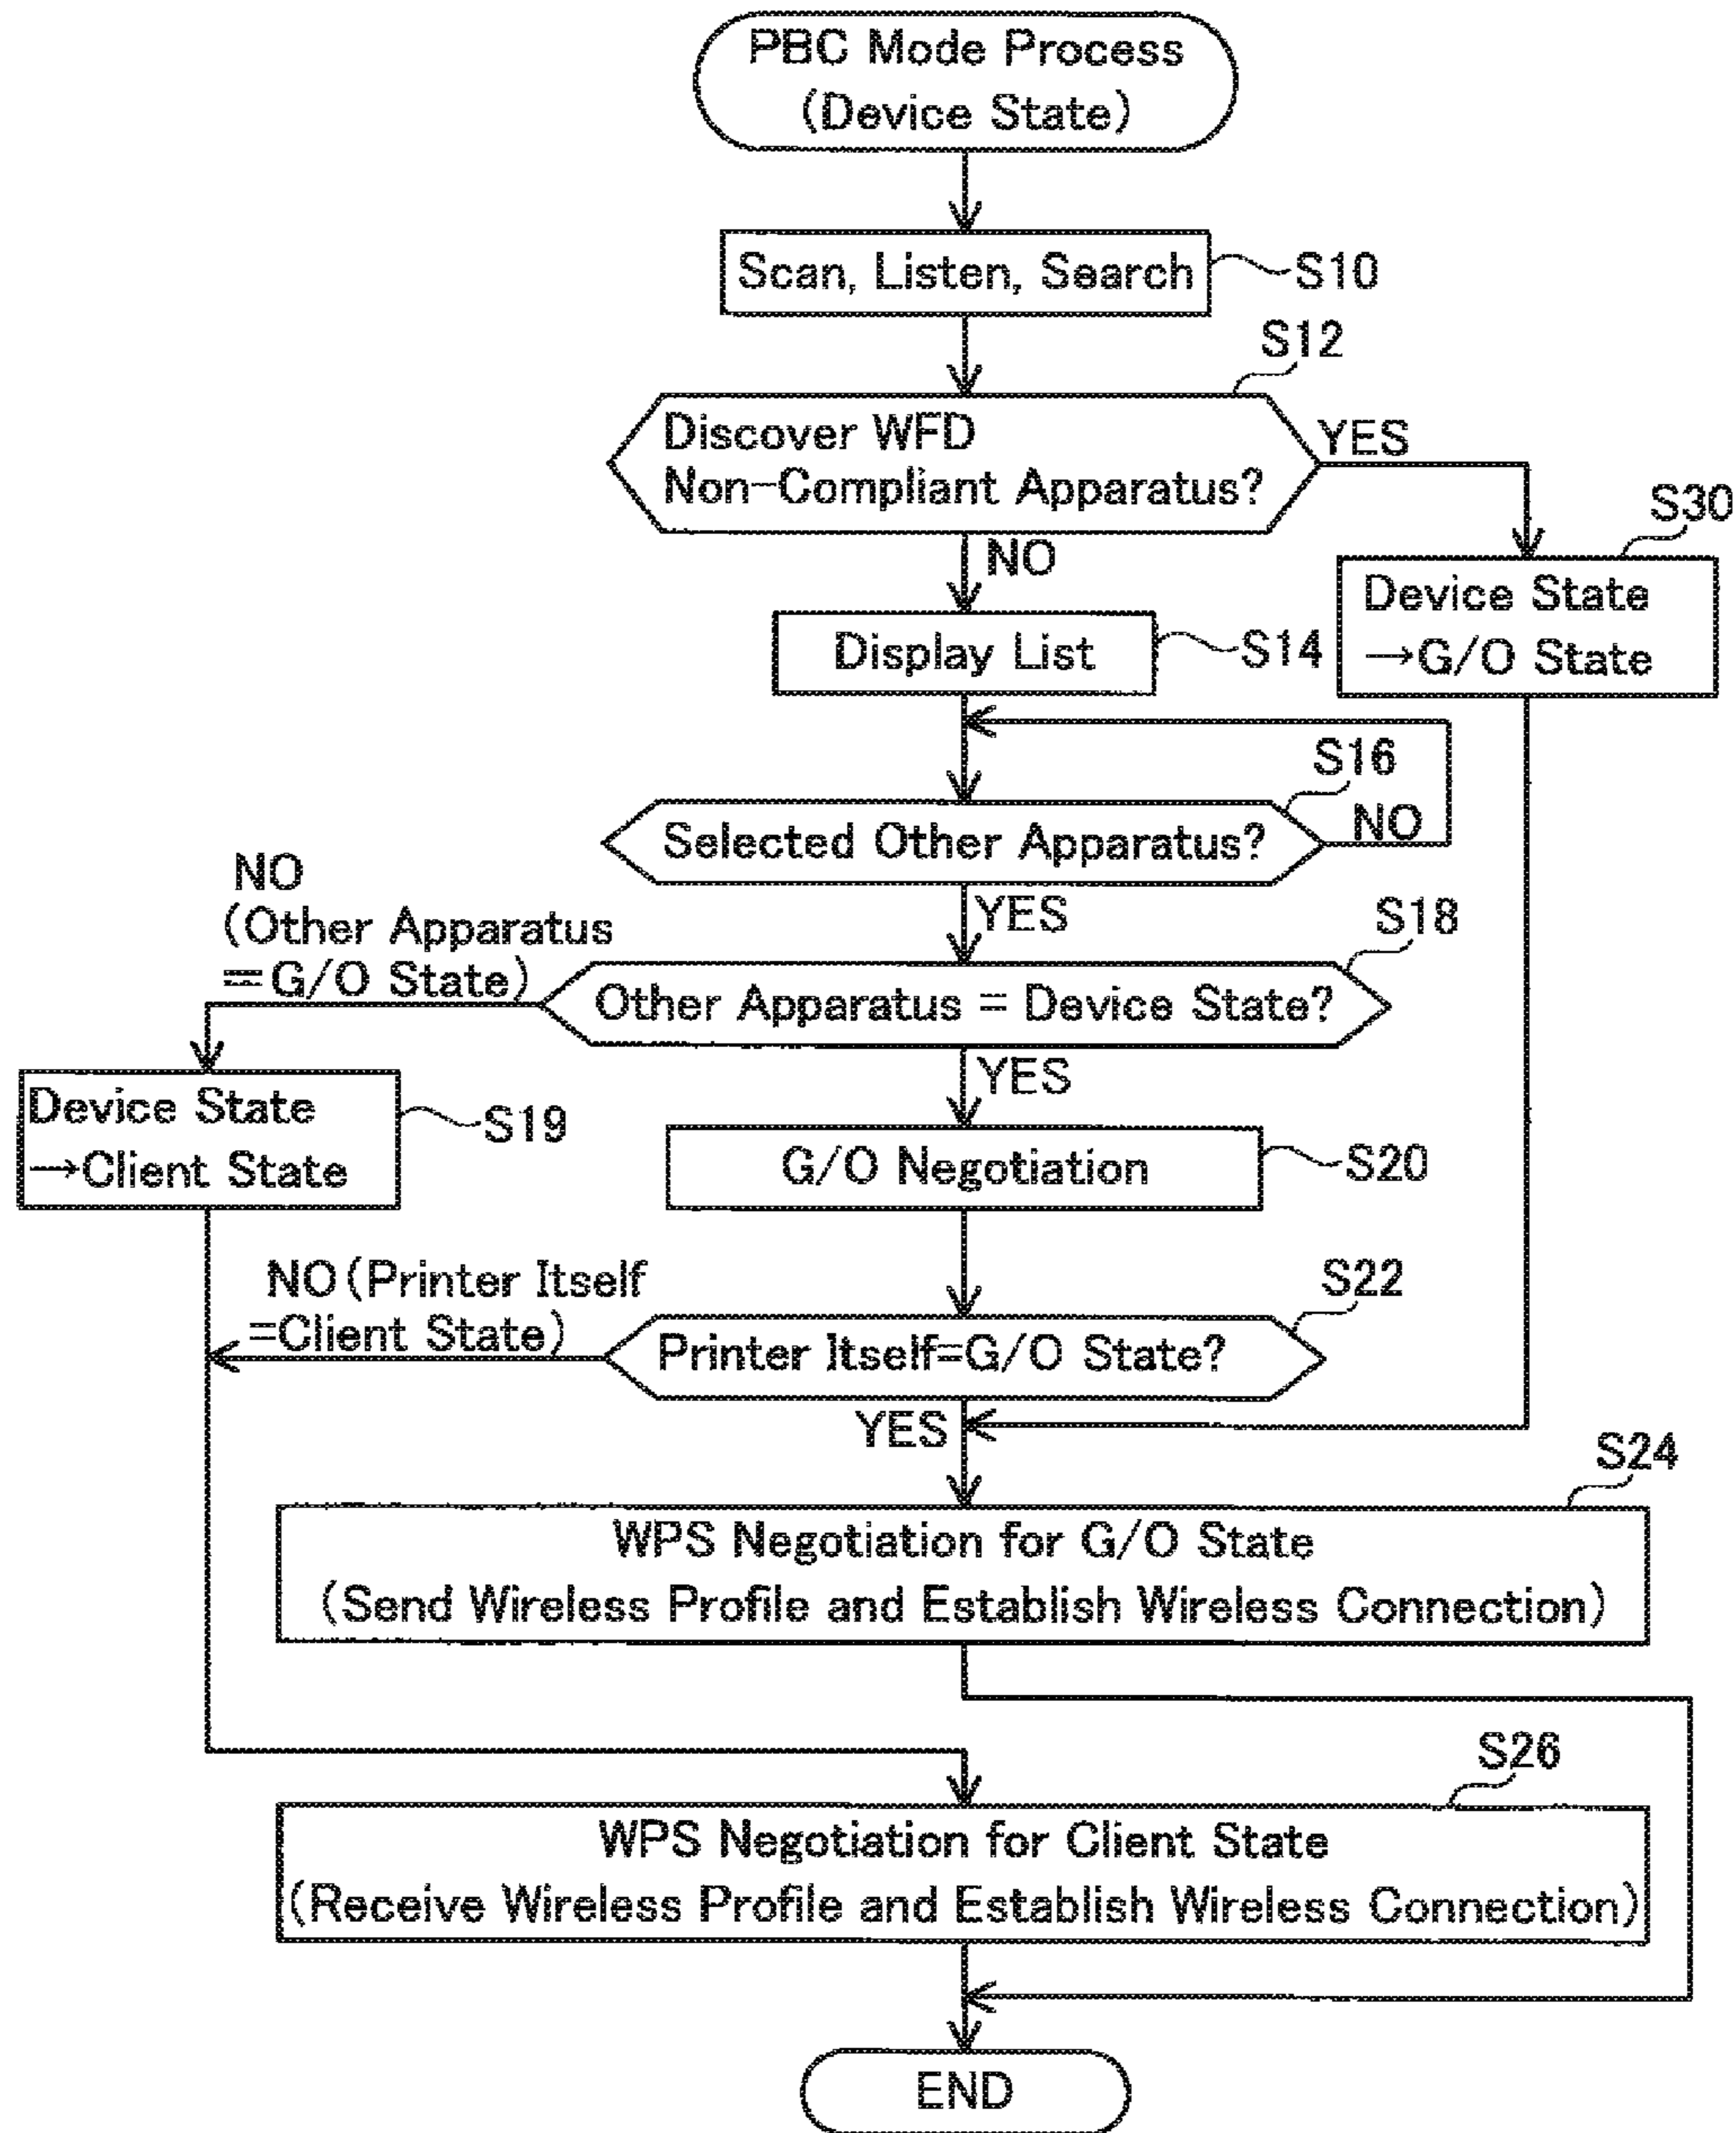 PBC Mode Process
(Device State)
Scan, Listen, Search
S10
S12
Discover WFD
Non-Compliant Apparatus?
YES
NO
S30
Device State
→G/O State
Display List
S14
S16
Selected Other Apparatus?
NO
YES
NO
(Other Apparatus
=G/O State)
S18
Other Apparatus = Device State?
YES
Device State
→Client State
S19
G/O Negotiation
S20
NO(Printer Itself
=Client State)
S22
Printer Itself=G/O State?
YES
S24
WPS Negotiation for G/O State
(Send Wireless Profile and Establish Wireless Connection)
S26
WPS Negotiation for Client State
(Receive Wireless Profile and Establish Wireless Connection)
END